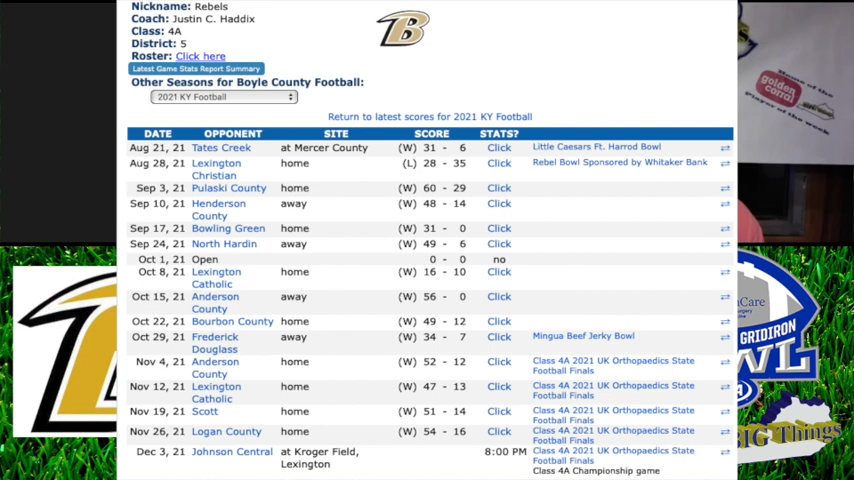 Nickname: Rebels
Coach: Justin C. Haddix
Class: 4A
District: 5
Roster: Click here
Latest Game Stats Report Summary
Other Seasons for Boyle County Football:
2021 KY Football
Return to latest scores for 2021 KY Football
DATE OPPONENT SITE SCORE STATS?
Aug 21, 21 Tates Creek at Mercer County (W) 31 - 6 Click Little Caesars Ft. Harrod Bowl
Aug 28, 21 Lexington Christian home (L) 28 - 35 Click Rebel Bowl Sponsored by Whitaker Bank
Sep 3, 21 Pulaski County home (W) 60 - 29 Click
Sep 10, 21 Henderson County away (W) 48 - 14 Click
Sep 17, 21 Bowling Green home (W) 31 - 0 Click
Sep 24, 21 North Hardin away (W) 49 - 6 Click
Oct 1, 21 Open 0 - 0 no
Oct 8, 21 Lexington Catholic home (W) 16 - 10 Click
Oct 15, 21 Anderson County away (W) 56 - 0 Click
Oct 22, 21 Bourbon County home (W) 49 - 12 Click
Oct 29, 21 Frederick Douglass away (W) 34 - 7 Click Mingua Beef Jerky Bowl
Nov 4, 21 Anderson County home (W) 52 - 12 Click Class 4A 2021 UK Orthopaedics State Football Finals
Nov 12, 21 Lexington Catholic home (W) 47 - 13 Click Class 4A 2021 UK Orthopaedics State Football Finals
Nov 19, 21 Scott home (W) 51 - 14 Click Class 4A 2021 UK Orthopaedics State Football Finals
Nov 26, 21 Logan County home (W) 54 - 16 Click Class 4A 2021 UK Orthopaedics State Football Finals
Dec 3, 21 Johnson Central at Kroger Field, Lexington 8:00 PM Class 4A 2021 UK Orthopaedics State Football Finals
Class 4A Championship game
B
Home of the
golden corral
Player of the week
GRIDIRON
BIG Things